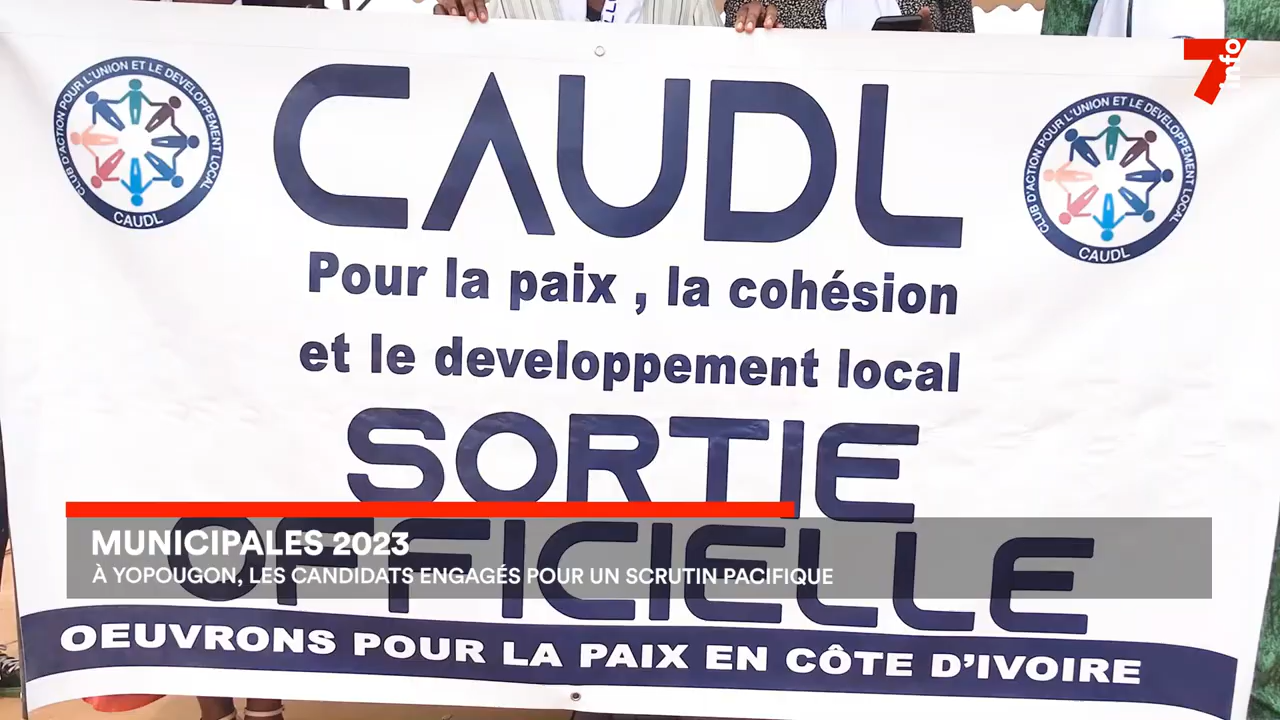 7 info
CLUB D'ACTION POUR L'UNION ET LE DEVELOPPEMENT LOCAL
CAUDL
CAUDL
CLUB D'ACTION POUR L'UNION ET LE DEVELOPPEMENT LOCAL
CAUDL
Pour la paix , la cohésion
et le developpement local
SORTIE
OFFICIELLE
MUNICIPALES 2023
À YOPOUGON, LES CANDIDATS ENGAGÉS POUR UN SCRUTIN PACIFIQUE
OEUVRONS POUR LA PAIX EN CÔTE D'IVOIRE